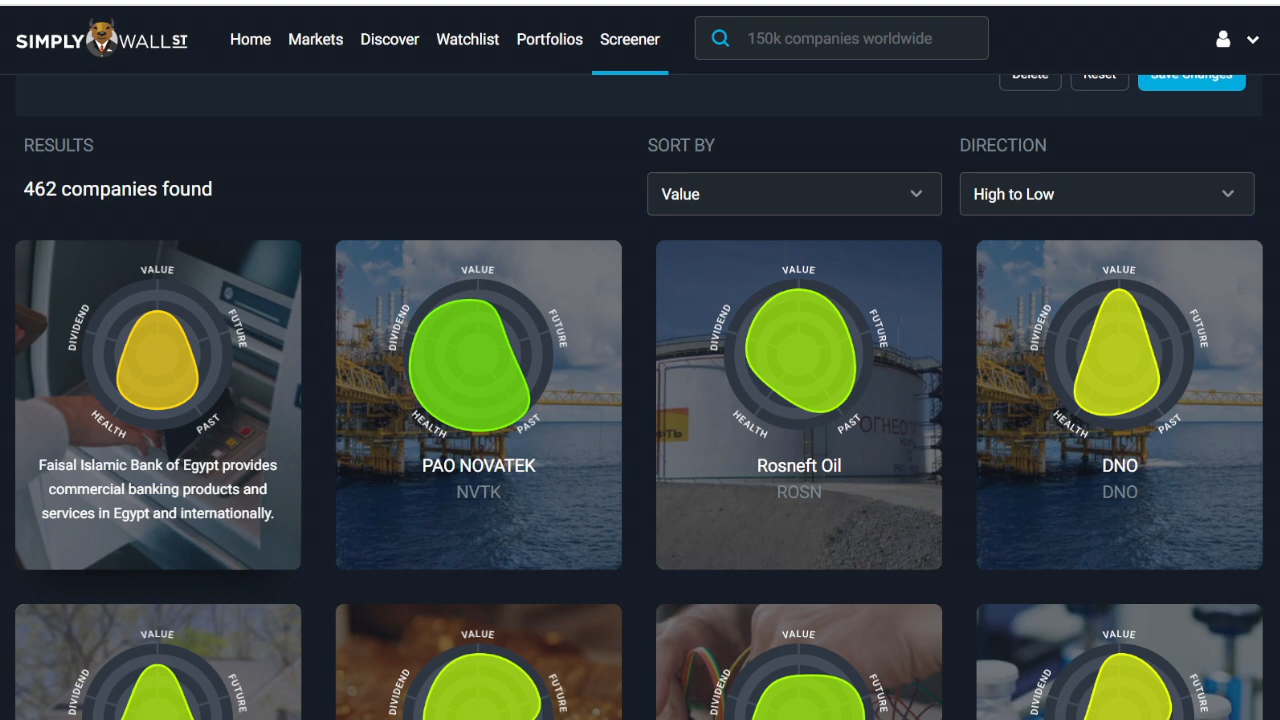 SIMPLY WALL ST
Home Markets Discover Watchlist Portfolios Screener
150k companies worldwide
Delete Reset Save Changes
RESULTS
SORT BY
DIRECTION
462 companies found
Value
High to Low
VALUE
FUTURE
PAST
HEALTH
DIVIDEND
Faisal Islamic Bank of Egypt provides
commercial banking products and
services in Egypt and internationally.
VALUE
FUTURE
PAST
HEALTH
DIVIDEND
PAO NOVATEK
NVTK
VALUE
FUTURE
PAST
HEALTH
DIVIDEND
ОГНЕО
Rosneft Oil
ROSN
VALUE
FUTURE
PAST
HEALTH
DIVIDEND
DNO
DNO
VALUE
FUTURE
DIVIDEND
VALUE
FUTURE
DIVIDEND
VALUE
FUTURE
DIVIDEND
VALUE
FUTURE
DIVIDEND